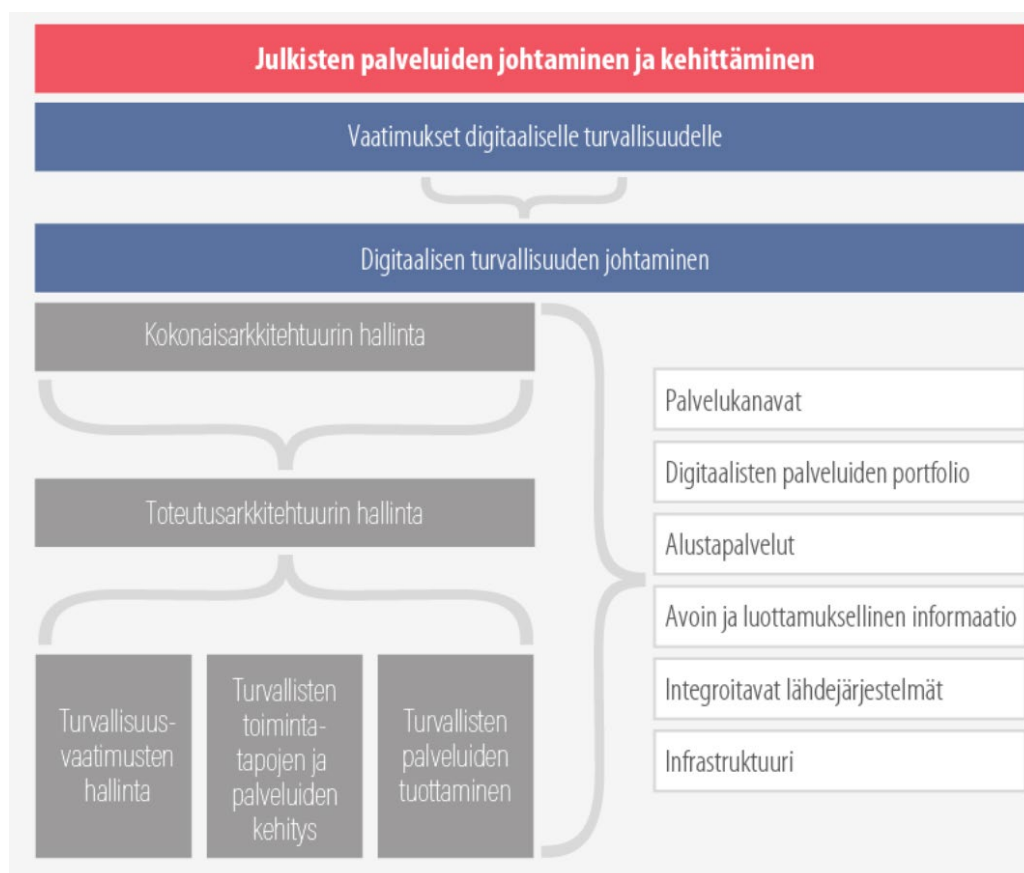 Julkisten palveluiden johtaminen ja kehittäminen
Vaatimukset digitaaliselle turvallisuudelle
Digitaalisen turvallisuuden johtaminen
Kokonaisarkkitehtuurin hallinta
Toteutusarkkitehtuurin hallinta
Turvallisuus-
vaatimusten
hallinta
Turvallisten
toiminta-
tapojen ja
palveluiden
kehitys
Turvallisten
palveluiden
tuottaminen
Palvelukanavat
Digitaalisten palveluiden portfolio
Alustapalvelut
Avoin ja luottamuksellinen informaatio
Integroitavat lähdejärjestelmät
Infrastruktuuri